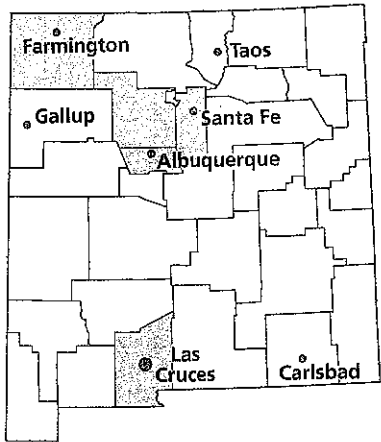 Farmington
Taos
Gallup
Santa Fe
Albuquerque
Las
Cruces
Carlsbad